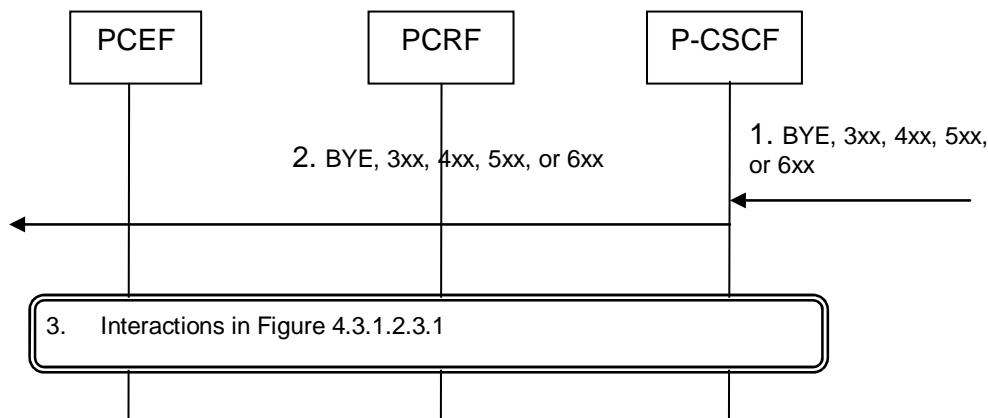 PCEF
PCRF
P-CSCF
1. BYE, 3xx, 4xx, 5xx,
or 6xx
2. BYE, 3xx, 4xx, 5xx, or 6xx
3. Interactions in Figure 4.3.1.2.3.1